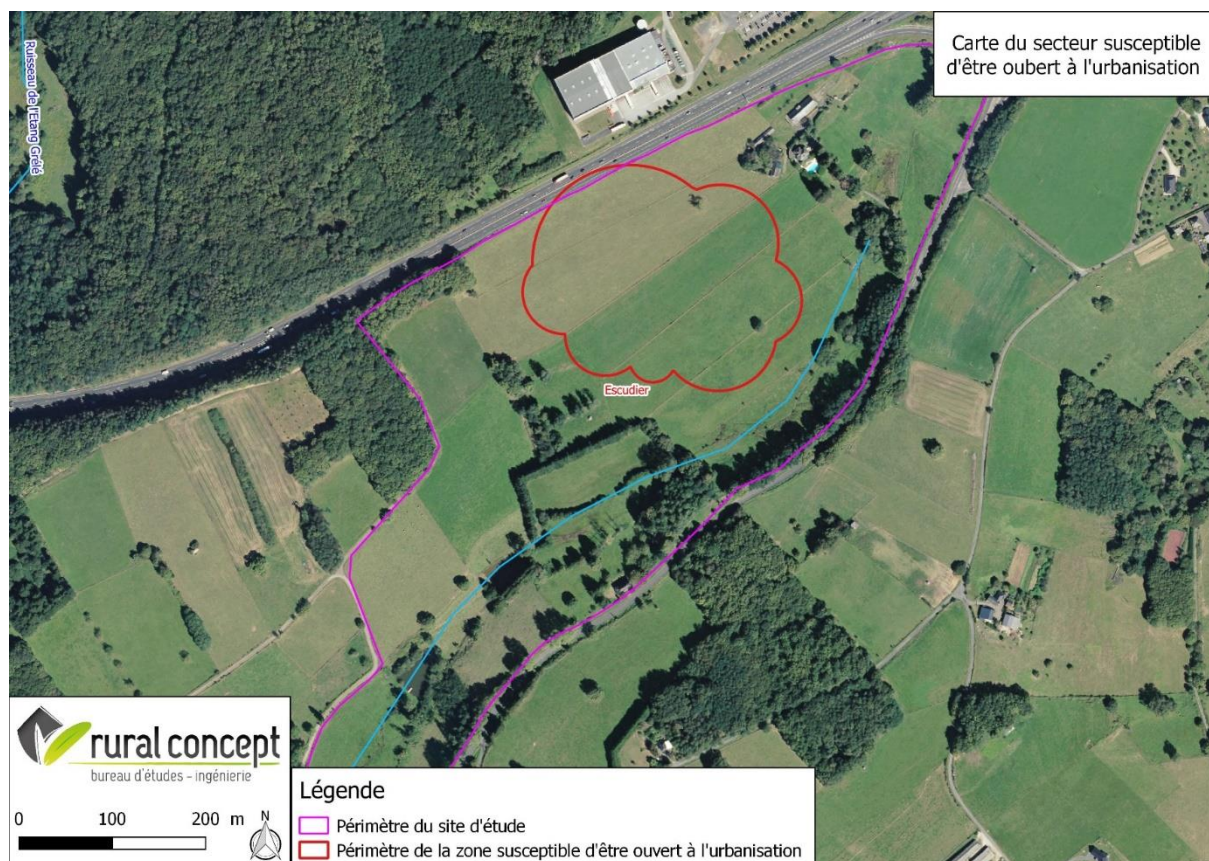 Carte du secteur susceptible
d'être oubert à l'urbanisation
Ruisseau de l'Etang Grêlé
Escudier
rural concept
bureau d'études - ingénierie
0 100 200 m
N
Légende
Périmètre du site d'étude
Périmètre de la zone susceptible d'être ouvert à l'urbanisation